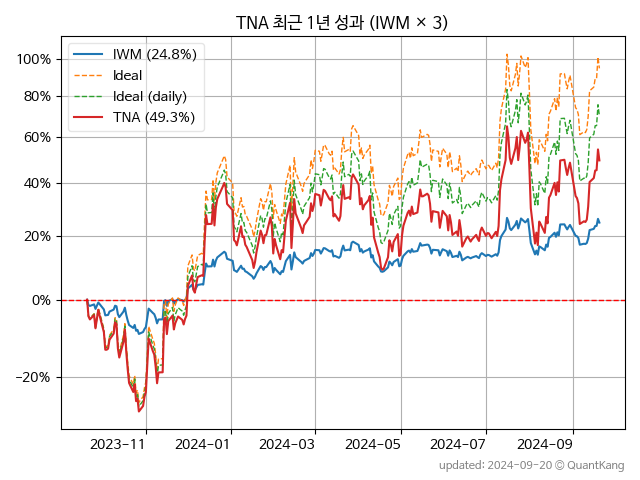 TNA 최근 1년 성과 (IWM × 3)
IWM (24.8%)
Ideal
Ideal (daily)
TNA (49.3%)
100%
80%
60%
40%
20%
0%
−20%
2023−11 2024−01 2024−03 2024−05 2024−07 2024−09
updated: 2024-09-20 © QuantKang